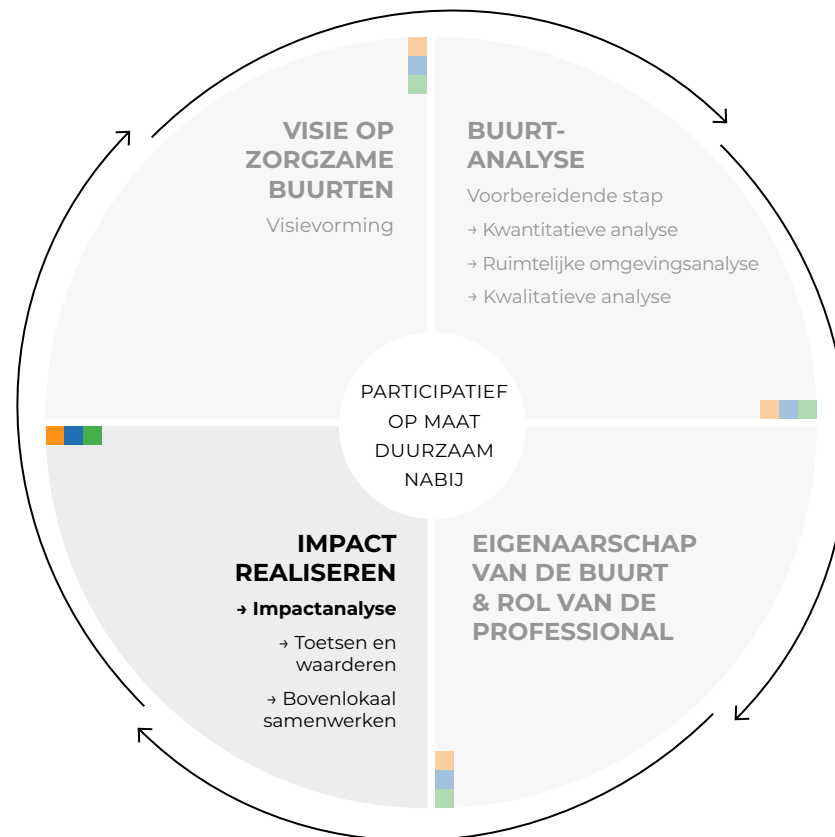 VISIE OP
ZORGZAME
BUURTEN
Visievorming
BUURT-
ANALYSE
Voorbereidende stap
→ Kwantitatieve analyse
→ Ruimtelijke omgevingsanalyse
→ Kwalitatieve analyse
PARTICIPATIEF
OP MAAT
DUURZAAM
NABIJ
IMPACT
REALISEREN
→ Impactanalyse
→ Toetsen en
waarderen
→ Bovenlokaal
samenwerken
EIGENAARSCHAP
VAN DE BUURT
& ROL VAN DE
PROFESSIONAL